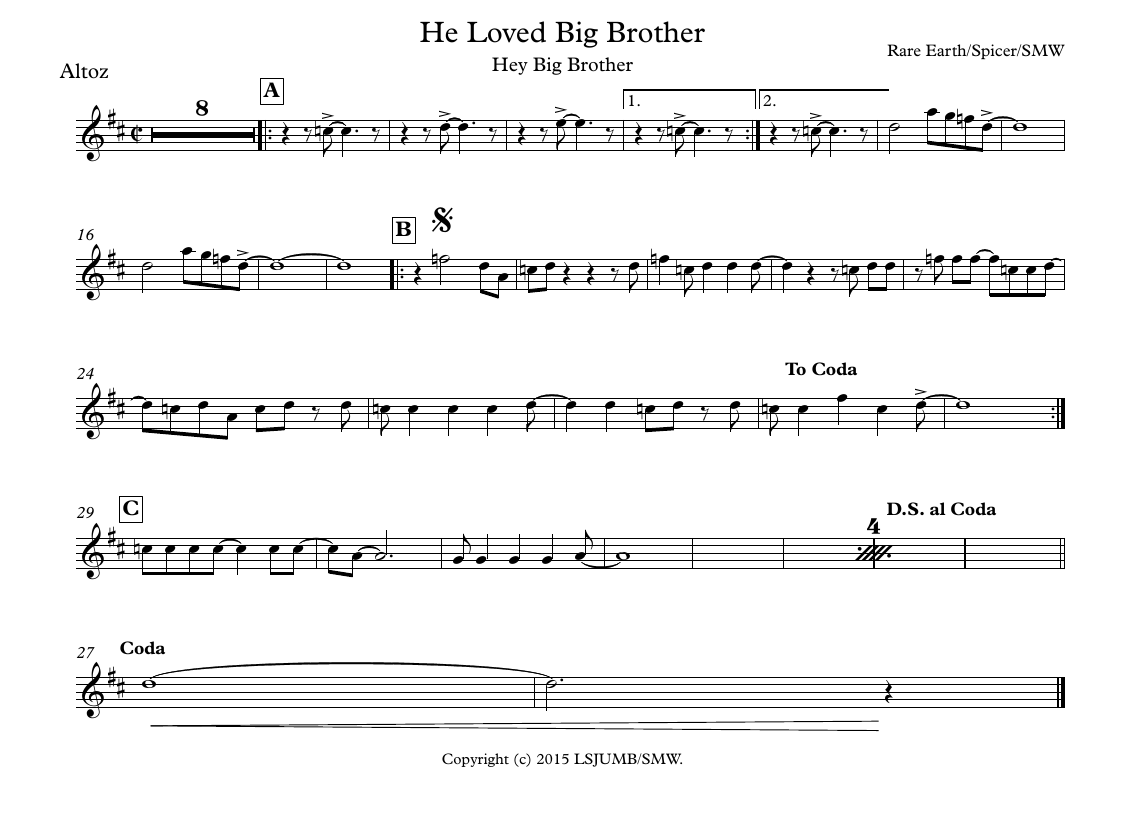 He Loved Big Brother
Hey Big Brother
Rare Earth/Spicer/SMW
Altoz
A
8
1.
2.
16
B
24
To Coda
29
C
D.S. al Coda
4
27
Coda
Copyright (c) 2015 LSJUMB/SMW.